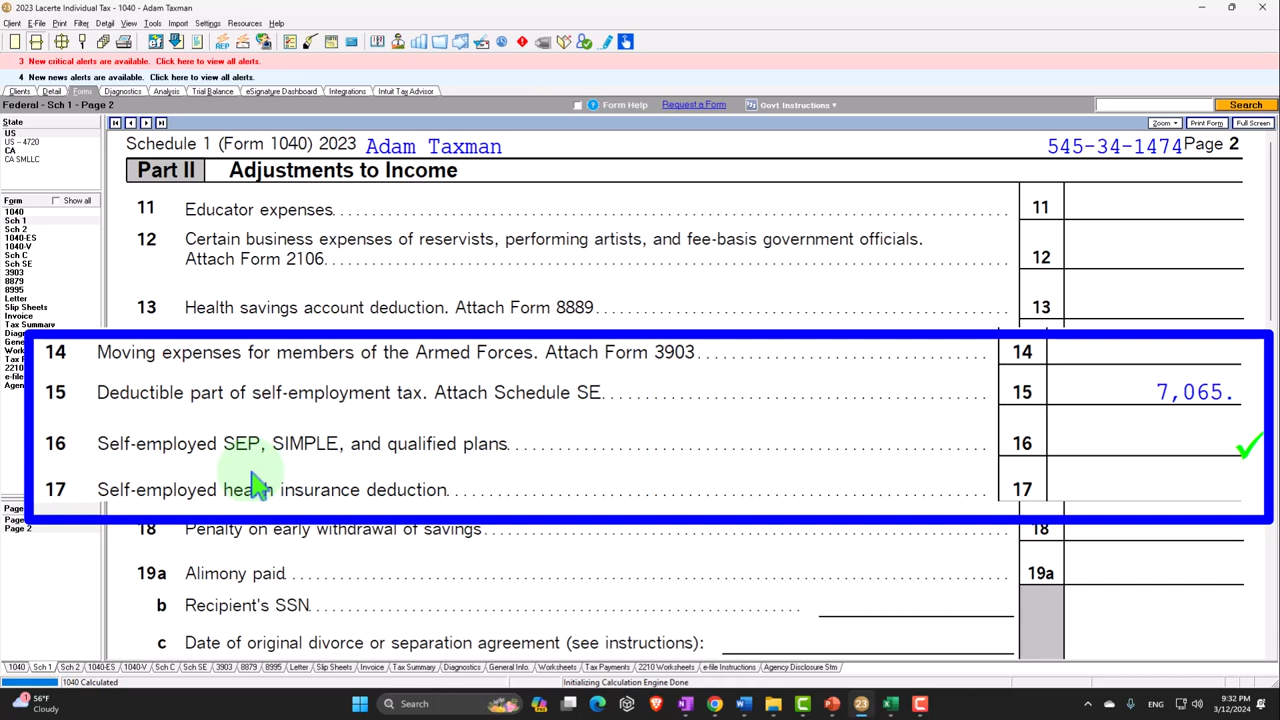 2023 Lacerte Individual Tax - 1040 - Adam Taxman
Client E-File Print Filter Detail View Tools Import Settings Resources Help
REP
3 New critical alerts are available. Click here to view all alerts.
4 New news alerts are available. Click here to view all alerts.
Clients Detail Forms Diagnostics Analysis Trial Balance eSignature Dashboard Integrations Intuit Tax Advisor
Federal - Sch 1 - Page 2
Form Help Request a Form Govt Instructions Search
State
US
US - 4720
CA
CA SMLLC
Form Show all
1040
Sch 1
Sch 2
1040-ES
1040-V
Sch C
Sch SE
3903
8879
8995
Letter
Slip Sheets
Invoice
Tax Summary
Page 2
Zoom Print Form Full Screen
Schedule 1 (Form 1040) 2023 Adam Taxman 545-34-1474 Page 2
Part II Adjustments to Income
11 Educator expenses 11
12 Certain business expenses of reservists, performing artists, and fee-basis government officials.
Attach Form 2106 12
13 Health savings account deduction. Attach Form 8889 13
14 Moving expenses for members of the Armed Forces. Attach Form 3903 14
15 Deductible part of self-employment tax. Attach Schedule SE 15 7,065.
16 Self-employed SEP, SIMPLE, and qualified plans 16
17 Self-employed health insurance deduction 17
18 Penalty on early withdrawal of savings 18
19a Alimony paid 19a
b Recipient's SSN
c Date of original divorce or separation agreement (see instructions):
1040 Sch 1 Sch 2 1040-ES 1040-V Sch C Sch SE 3903 8879 8995 Letter Slip Sheets Invoice Tax Summary Diagnostics General Info. Worksheets Tax Payments 2210 Worksheets e-file Instructions Agency Disclosure Stm
1040 Calculated Initializing Calculation Engine Done
56°F
Cloudy
Search
23
ENG
9:32 PM
3/12/2024